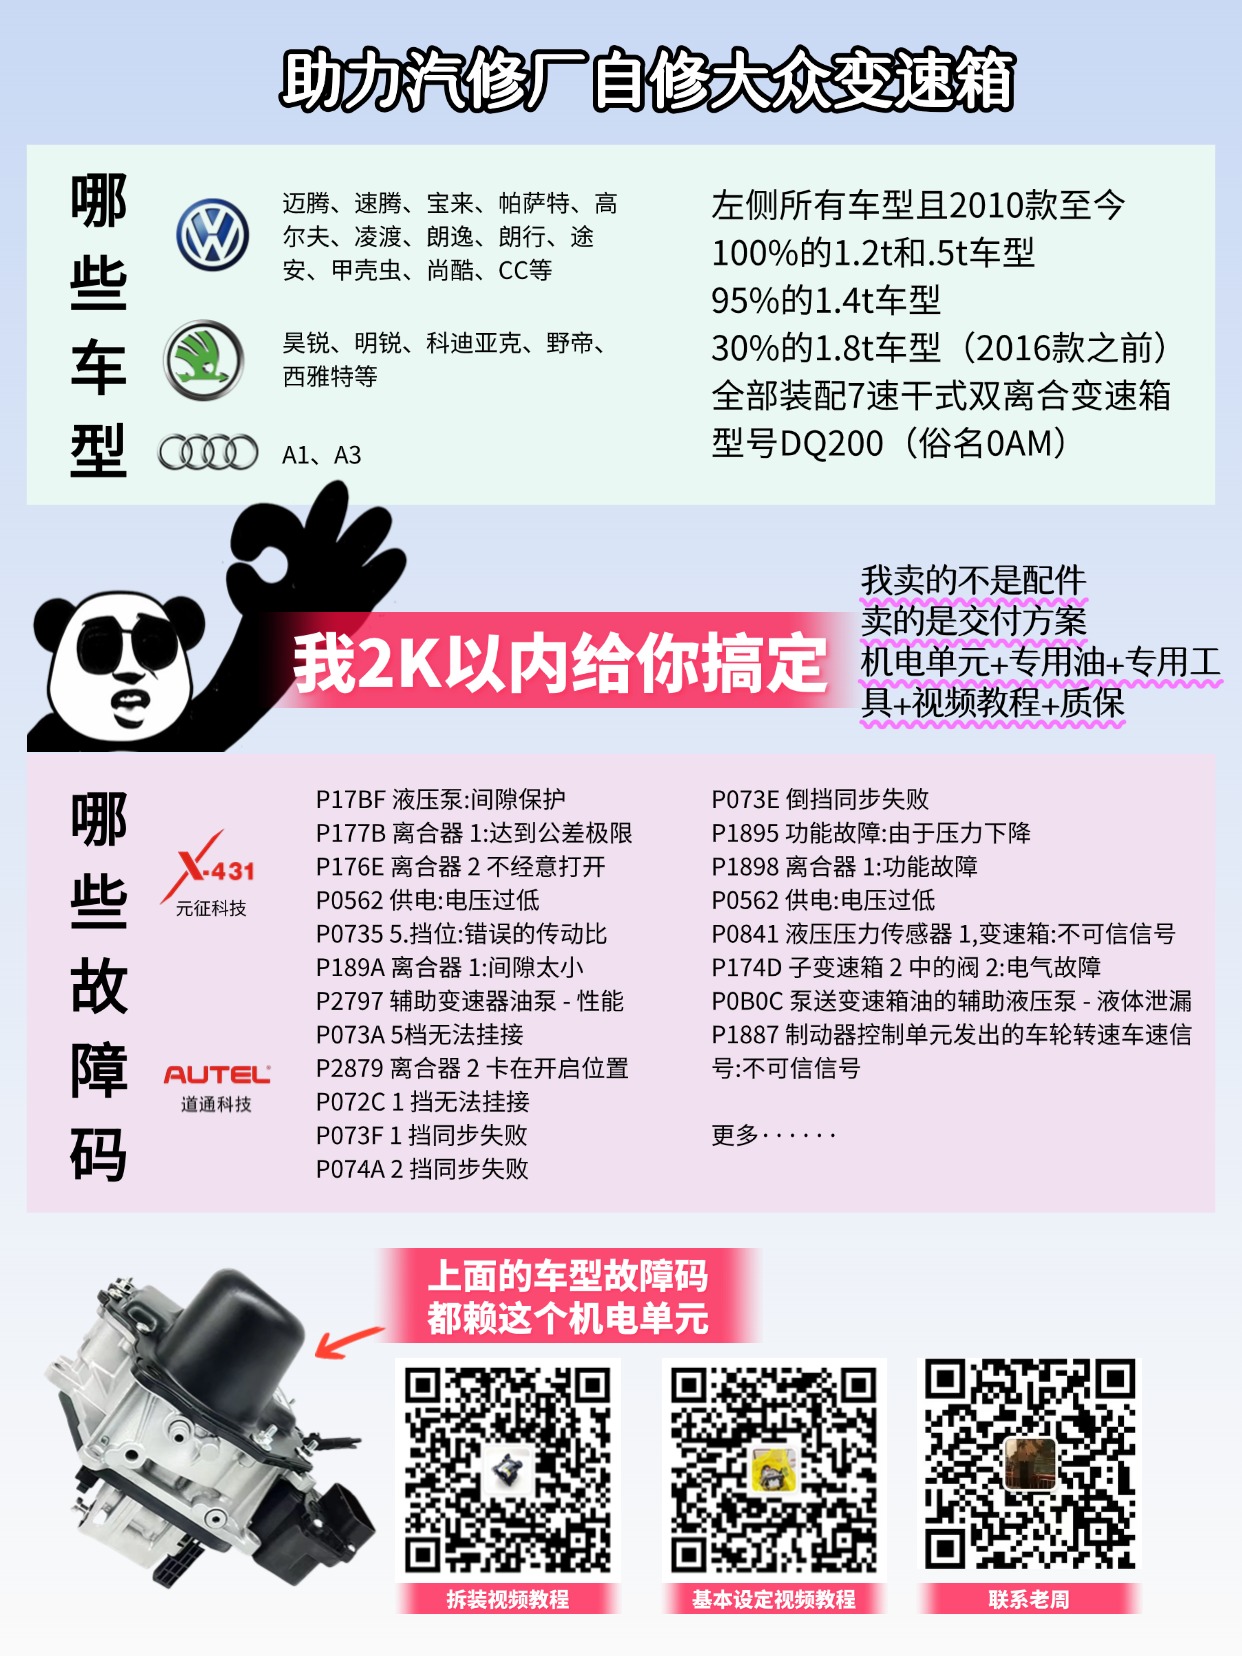 助力汽修厂自修大众变速箱
哪些车型
迈腾、速腾、宝来、帕萨特、高
尔夫、凌渡、朗逸、朗行、途
安、甲壳虫、尚酷、CC等
昊锐、明锐、科迪亚克、野帝、
西雅特等
A1、A3
左侧所有车型且2010款至今
100%的1.2t和.5t车型
95%的1.4t车型
30%的1.8t车型（2016款之前）
全部装配7速干式双离合变速箱
型号DQ200（俗名0AM）
我2K以内给你搞定
我卖的不是配件
卖的是交付方案
机电单元+专用油+专用工
具+视频教程+质保
哪些故障码
X-431
元征科技
AUTEL
道通科技
P17BF 液压泵:间隙保护
P177B 离合器 1:达到公差极限
P176E 离合器 2 不经意打开
P0562 供电:电压过低
P0735 5.挡位:错误的传动比
P189A 离合器 1:间隙太小
P2797 辅助变速器油泵 - 性能
P073A 5档无法挂接
P2879 离合器 2 卡在开启位置
P072C 1 挡无法挂接
P073F 1 挡同步失败
P074A 2 挡同步失败
P073E 倒挡同步失败
P1895 功能故障:由于压力下降
P1898 离合器 1:功能故障
P0562 供电:电压过低
P0841 液压压力传感器 1,变速箱:不可信信号
P174D 子变速箱 2 中的阀 2:电气故障
P0B0C 泵送变速箱油的辅助液压泵 - 液体泄漏
P1887 制动器控制单元发出的车轮转速车速信
号:不可信信号
更多······
上面的车型故障码
都赖这个机电单元
拆装视频教程
基本设定视频教程
联系老周